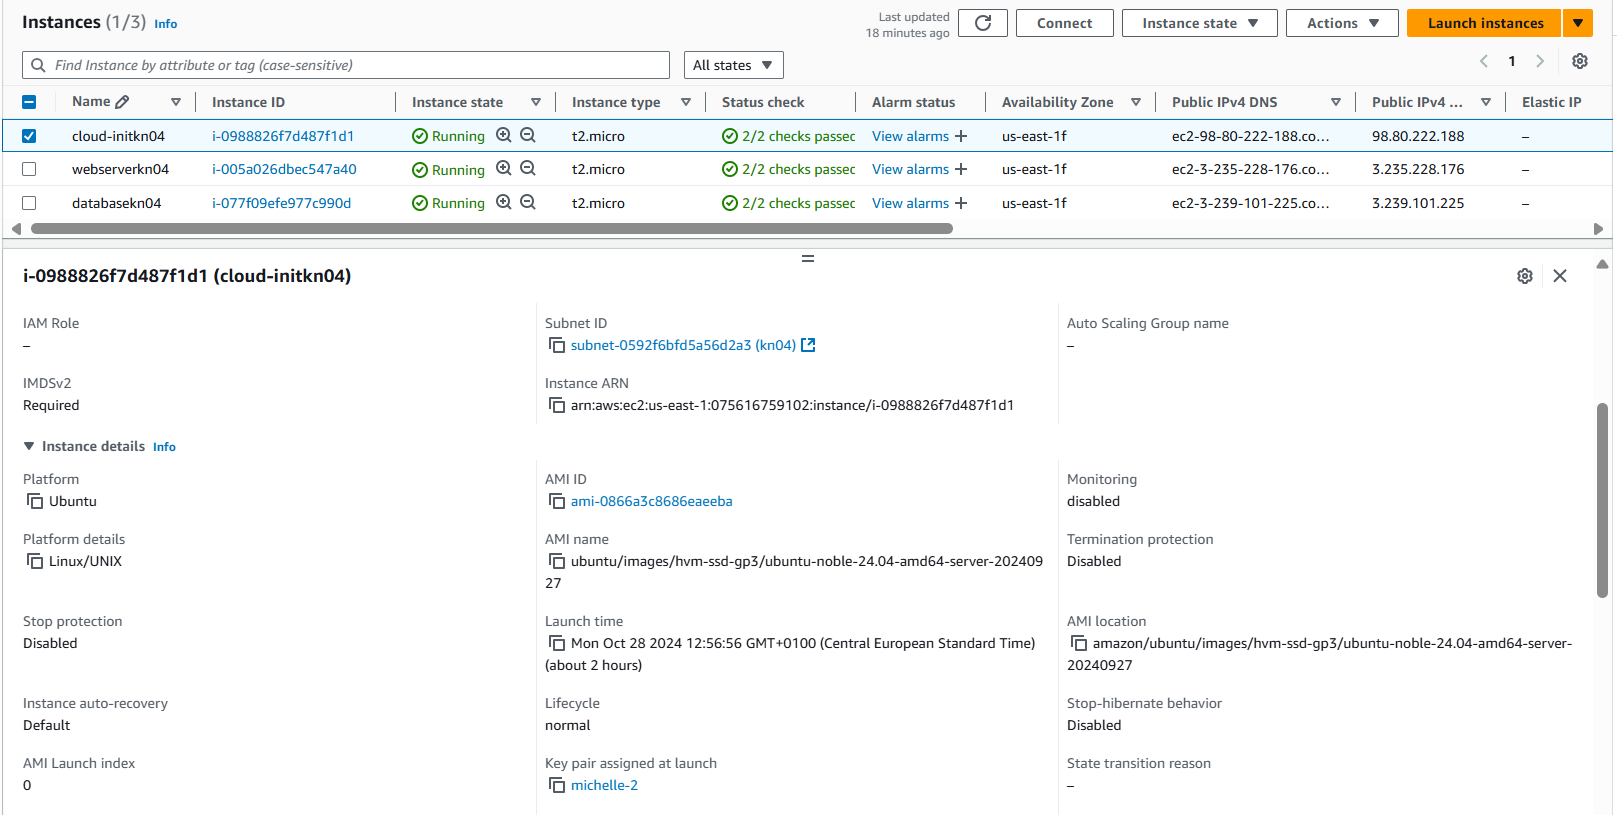 Instances (1/3) Info
Last updated
18 minutes ago
Connect
Instance state
Actions
Launch instances
Find Instance by attribute or tag (case-sensitive)
All states
1
Name Instance ID Instance state Instance type Status check Alarm status Availability Zone Public IPv4 DNS Public IPv4 ... Elastic IP
cloud-initkn04 i-0988826f7d487f1d1 Running t2.micro 2/2 checks passec View alarms + us-east-1f ec2-98-80-222-188.co... 98.80.222.188 –
webserverkn04 i-005a026dbec547a40 Running t2.micro 2/2 checks passec View alarms + us-east-1f ec2-3-235-228-176.co... 3.235.228.176 –
databasekn04 i-077f09efe977c990d Running t2.micro 2/2 checks passec View alarms + us-east-1f ec2-3-239-101-225.co... 3.239.101.225 –
i-0988826f7d487f1d1 (cloud-initkn04)
IAM Role
–
Subnet ID
subnet-0592f6bfd5a56d2a3 (kn04)
Auto Scaling Group name
–
IMDSv2
Required
Instance ARN
arn:aws:ec2:us-east-1:075616759102:instance/i-0988826f7d487f1d1
Instance details Info
Platform
Ubuntu
AMI ID
ami-0866a3c8686eaeeba
Monitoring
disabled
Platform details
Linux/UNIX
AMI name
ubuntu/images/hvm-ssd-gp3/ubuntu-noble-24.04-amd64-server-202409
27
Termination protection
Disabled
Stop protection
Disabled
Launch time
Mon Oct 28 2024 12:56:56 GMT+0100 (Central European Standard Time)
(about 2 hours)
AMI location
amazon/ubuntu/images/hvm-ssd-gp3/ubuntu-noble-24.04-amd64-server-
20240927
Instance auto-recovery
Default
Lifecycle
normal
Stop-hibernate behavior
Disabled
AMI Launch index
0
Key pair assigned at launch
michelle-2
State transition reason
–